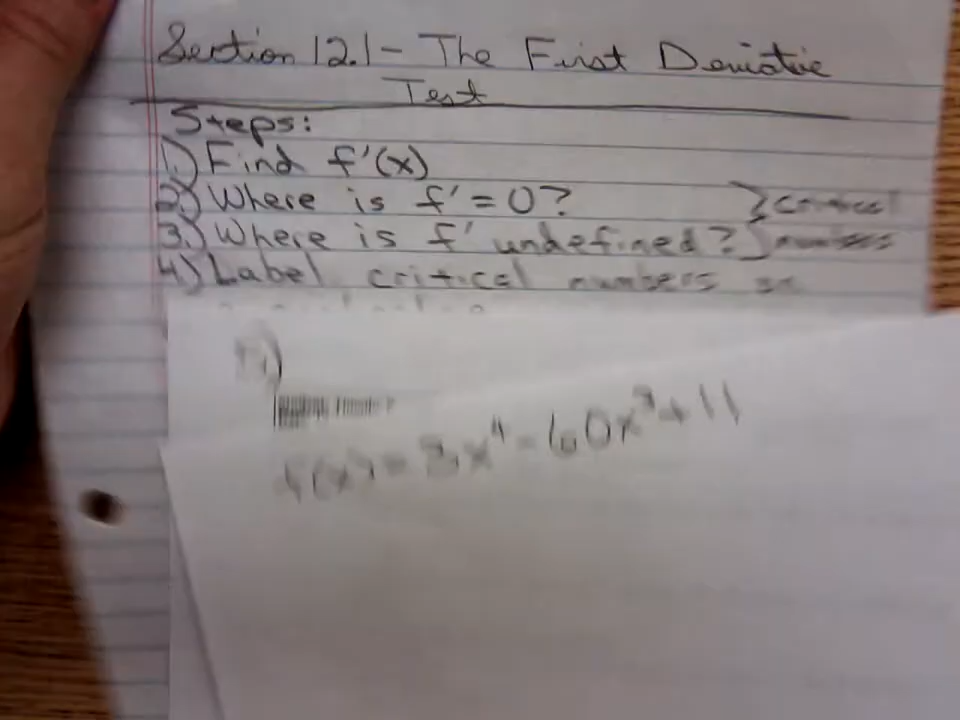 Section 12.1 - The First Derivative
Test
Steps:
1.) Find f'(x)
2.) Where is f' = 0? } critical
3.) Where is f' undefined? } numbers
4.) Label critical numbers on
f(x) = 3x⁴ - 60x³ + 11